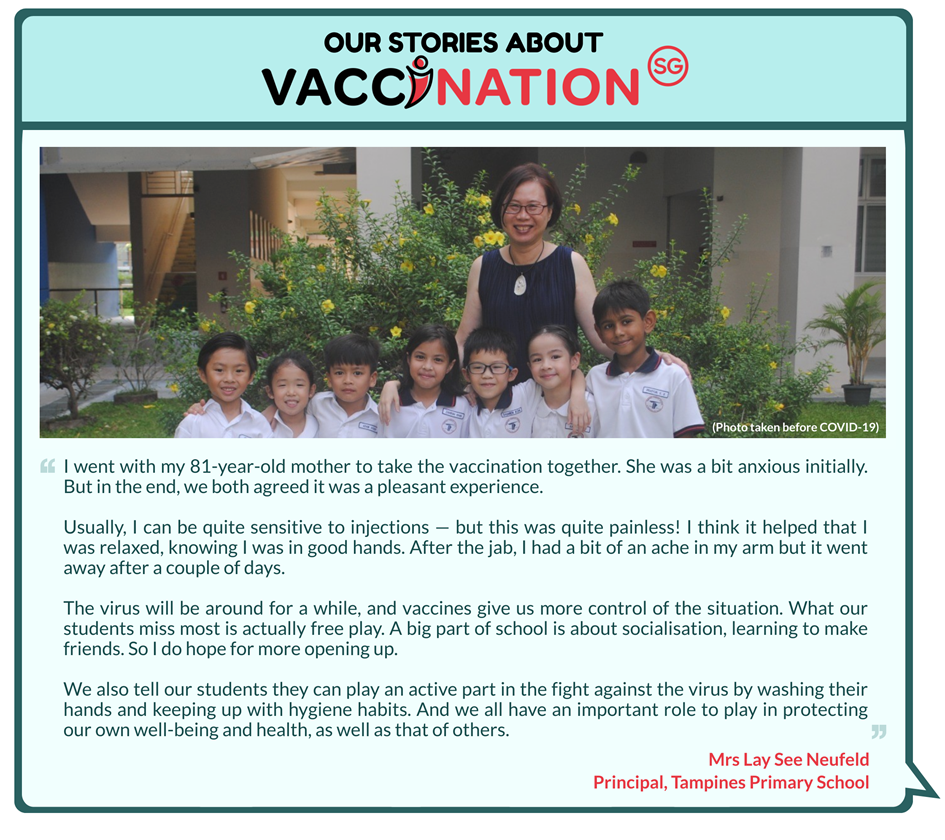 OUR STORIES ABOUT
VACCiNATION
SG
(Photo taken before COVID-19)
“ I went with my 81-year-old mother to take the vaccination together. She was a bit anxious initially.
But in the end, we both agreed it was a pleasant experience.
Usually, I can be quite sensitive to injections — but this was quite painless! I think it helped that I
was relaxed, knowing I was in good hands. After the jab, I had a bit of an ache in my arm but it went
away after a couple of days.
The virus will be around for a while, and vaccines give us more control of the situation. What our
students miss most is actually free play. A big part of school is about socialisation, learning to make
friends. So I do hope for more opening up.
We also tell our students they can play an active part in the fight against the virus by washing their
hands and keeping up with hygiene habits. And we all have an important role to play in protecting
our own well-being and health, as well as that of others. ”
Mrs Lay See Neufeld
Principal, Tampines Primary School